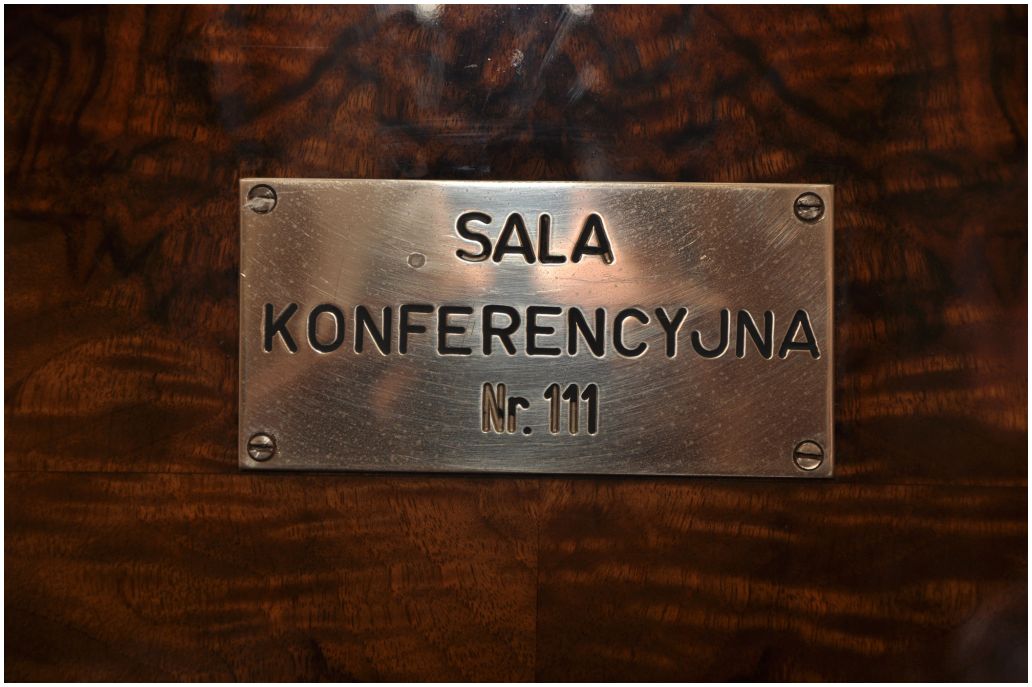 SALA
KONFERENCYJNA
Nr. 111